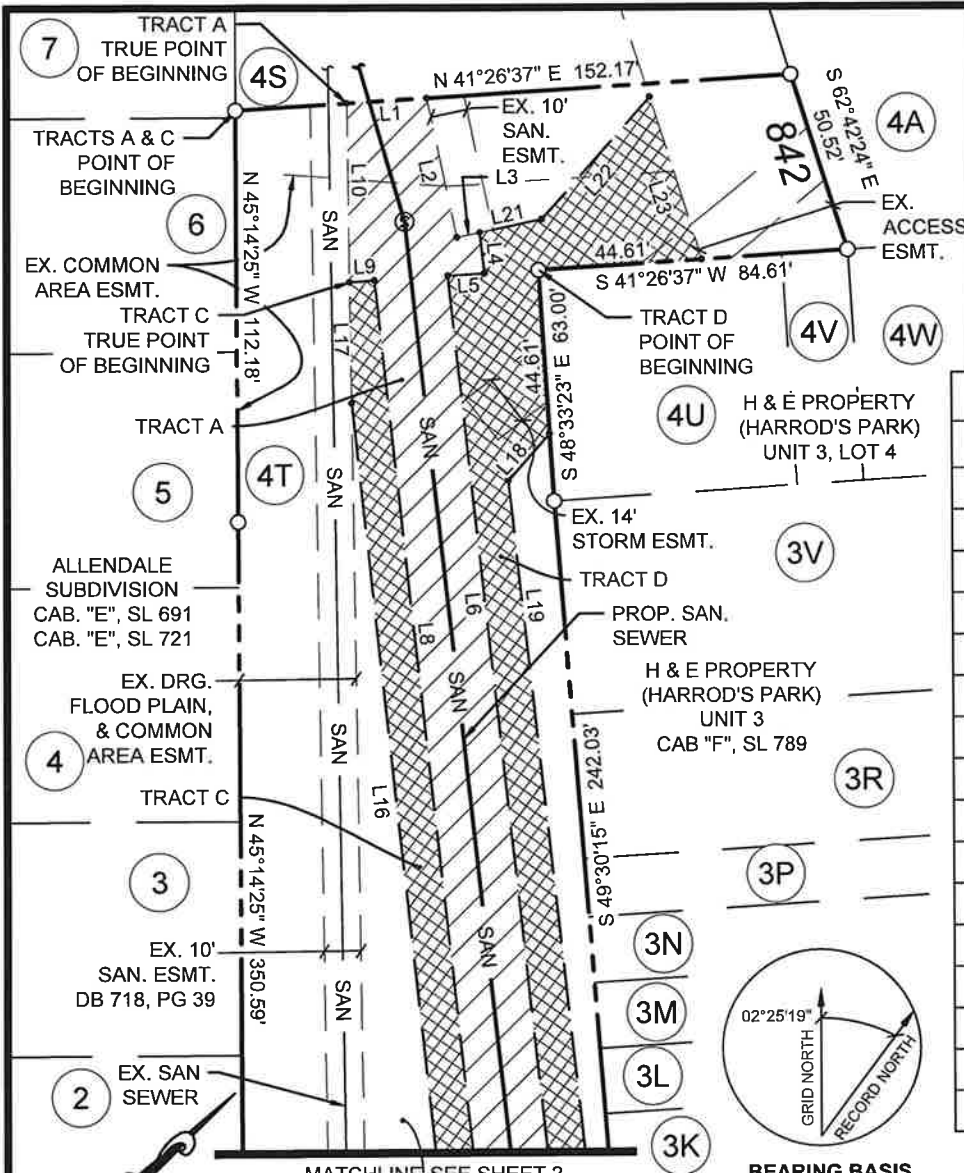 7
TRACT A
TRUE POINT
OF BEGINNING
4S
N 41°26'37" E 152.17'
L1
EX. 10'
SAN.
ESMT.
S 62°42'24" E
50.52'
842
4A
TRACTS A & C
POINT OF
BEGINNING
N 45°14'25" W 112.18'
L10
L2
L3
L22
L23
6
SAN
L21
EX.
ACCESS
ESMT.
EX. COMMON
AREA ESMT.
L9
L4
L5
44.61'
S 41°26'37" W 84.61'
TRACT C
TRUE POINT
OF BEGINNING
L17
44.91'
S 48°33'23" E 63.00'
TRACT D
POINT OF
BEGINNING
4V
4W
TRACT A
SAN
4U
H & E PROPERTY
(HARROD'S PARK)
UNIT 3, LOT 4
5
4T
SAN
L18
EX. 14'
STORM ESMT.
3V
ALLENDALE
SUBDIVISION
CAB. "E", SL 691
CAB. "E", SL 721
TRACT D
L8
L6
L19
PROP. SAN.
SEWER
EX. DRG.
FLOOD PLAIN,
& COMMON
AREA ESMT.
SAN
H & E PROPERTY
(HARROD'S PARK)
UNIT 3
CAB "F", SL 789
4
SAN
3R
TRACT C
L16
S 49°30'15" E 242.03'
3P
3
N 45°14'25" W 350.59'
SAN
3N
EX. 10'
SAN. ESMT.
DB 718, PG 39
SAN
3M
02°25'19"
GRID NORTH
RECORD NORTH
3L
2
EX. SAN
SEWER
3K
MATCHLINE SEE SHEET 2
BEARING BASIS